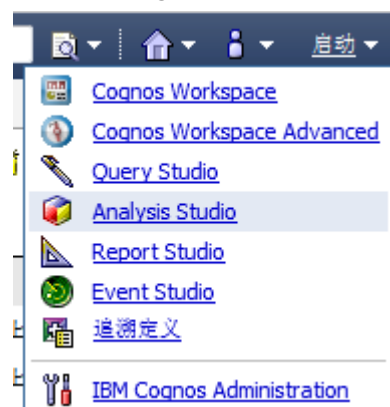 启动
Cognos Workspace
Cognos Workspace Advanced
Query Studio
Analysis Studio
Report Studio
Event Studio
追溯定义
IBM Cognos Administration